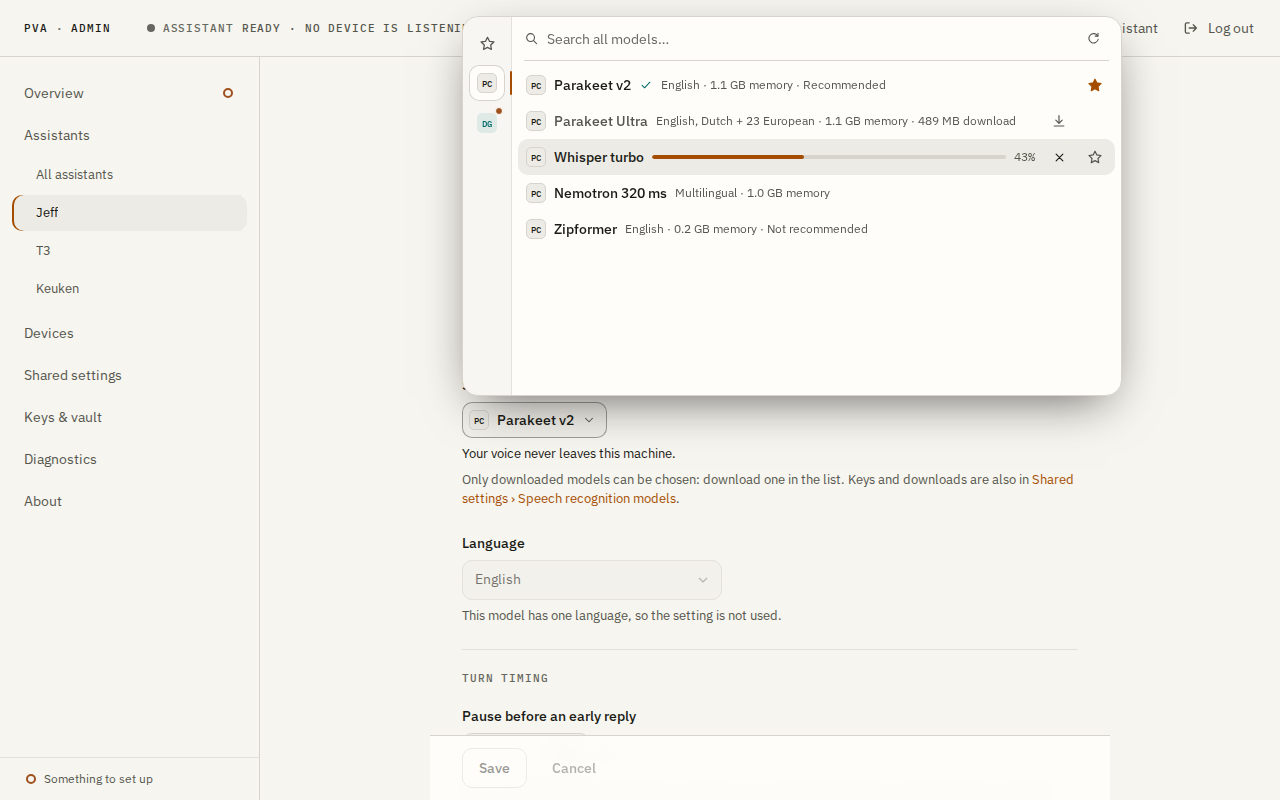 PVA · ADMIN
ASSISTANT READY · NO DEVICE IS LISTENI
istant
Log out
Overview
Assistants
All assistants
Jeff
T3
Keuken
Devices
Shared settings
Keys & vault
Diagnostics
About
Something to set up
PC
DG
Search all models...
PC Parakeet v2 English · 1.1 GB memory · Recommended
PC Parakeet Ultra English, Dutch + 23 European · 1.1 GB memory · 489 MB download
PC Whisper turbo 43%
PC Nemotron 320 ms Multilingual · 1.0 GB memory
PC Zipformer English · 0.2 GB memory · Not recommended
PC Parakeet v2
Your voice never leaves this machine.
Only downloaded models can be chosen: download one in the list. Keys and downloads are also in Shared
settings › Speech recognition models.
Language
English
This model has one language, so the setting is not used.
TURN TIMING
Pause before an early reply
Save
Cancel